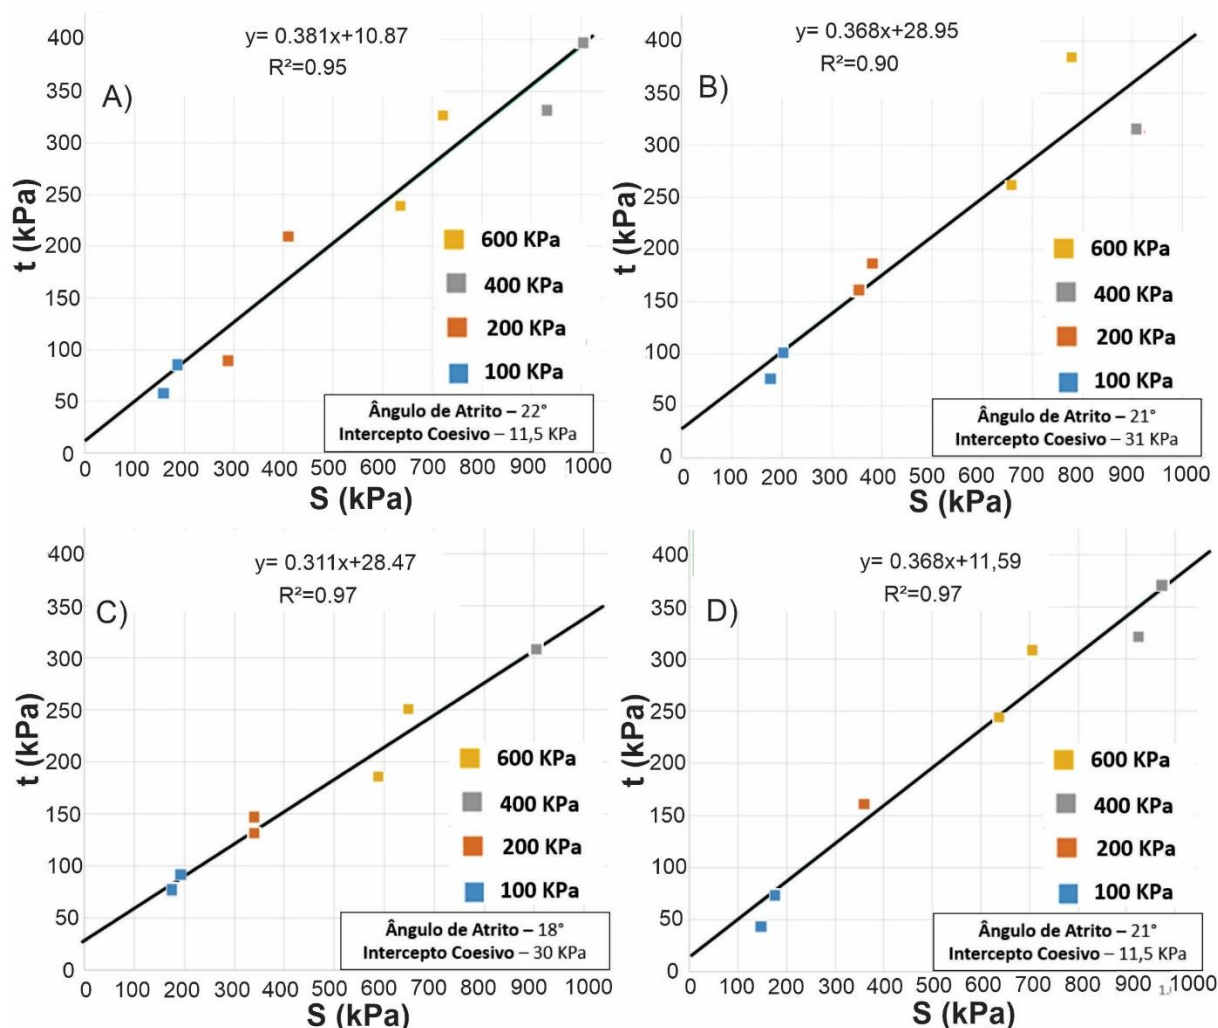 y= 0.381x+10.87
R²=0.95
A)
400
350
300
250
200
150
100
50
0
t (kPa)
600 KPa
400 KPa
200 KPa
100 KPa
Ângulo de Atrito – 22°
Intercepto Coesivo – 11,5 KPa
0 100 200 300 400 500 600 700 800 900 1000
S (kPa)
y= 0.368x+28.95
R²=0.90
B)
400
350
300
250
200
150
100
50
0
t (kPa)
600 KPa
400 KPa
200 KPa
100 KPa
Ângulo de Atrito – 21°
Intercepto Coesivo – 31 KPa
0 100 200 300 400 500 600 700 800 900 1000
S (kPa)
y= 0.311x+28.47
R²=0.97
C)
400
350
300
250
200
150
100
50
0
t (kPa)
600 KPa
400 KPa
200 KPa
100 KPa
Ângulo de Atrito – 18°
Intercepto Coesivo – 30 KPa
0 100 200 300 400 500 600 700 800 900 1000
S (kPa)
y= 0.368x+11,59
R²=0.97
D)
400
350
300
250
200
150
100
50
0
t (kPa)
600 KPa
400 KPa
200 KPa
100 KPa
Ângulo de Atrito – 21°
Intercepto Coesivo – 11,5 KPa
0 100 200 300 400 500 600 700 800 900 1000
S (kPa)